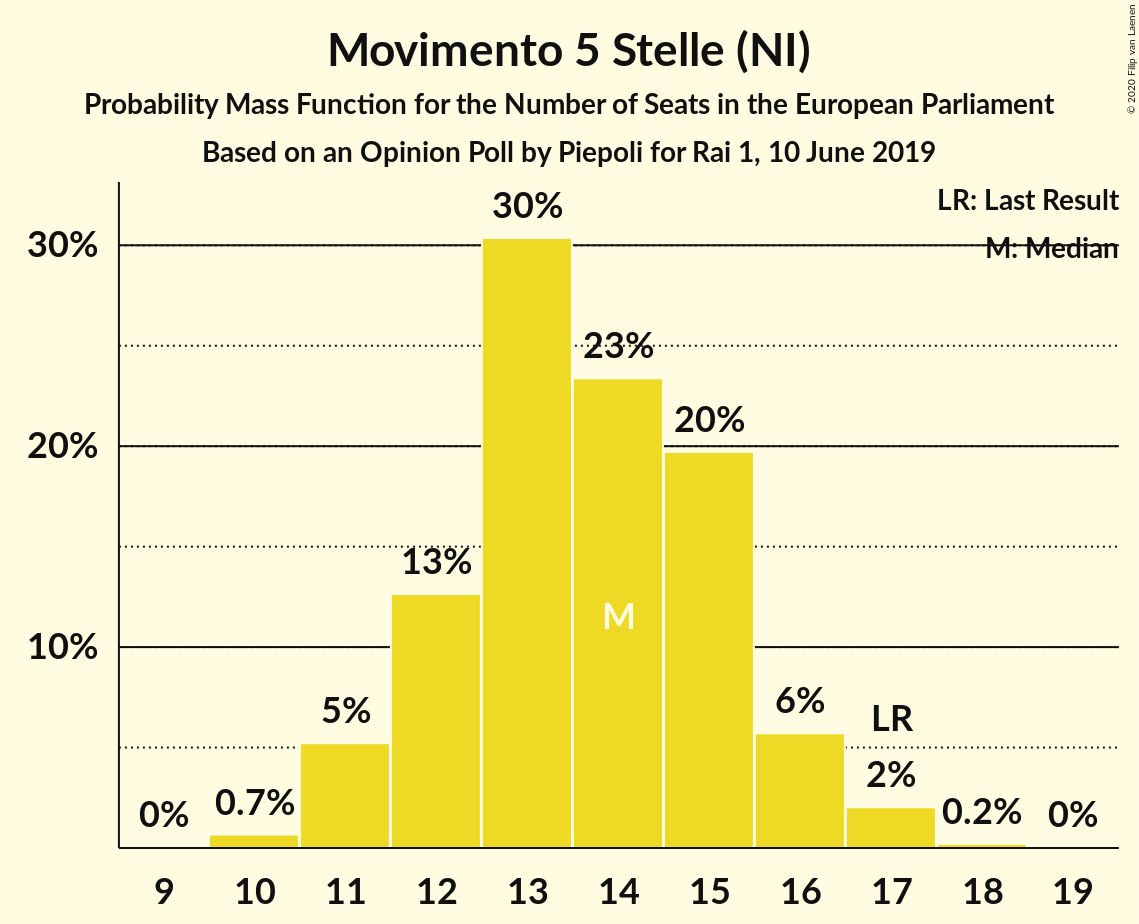 Movimento 5 Stelle (NI)
Probability Mass Function for the Number of Seats in the European Parliament
Based on an Opinion Poll by Piepoli for Rai 1, 10 June 2019
© 2020 Filip van Laenen
LR: Last Result
M: Median
30%
20%
10%
0%
0.7%
5%
13%
30%
23%
20%
6%
2%
0.2%
0%
M
LR
9 10 11 12 13 14 15 16 17 18 19